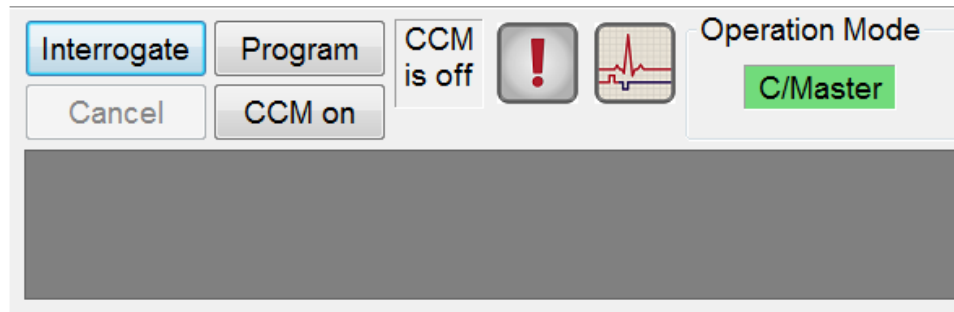 Interrogate
Program
CCM
is off
Operation Mode
C/Master
Cancel
CCM on